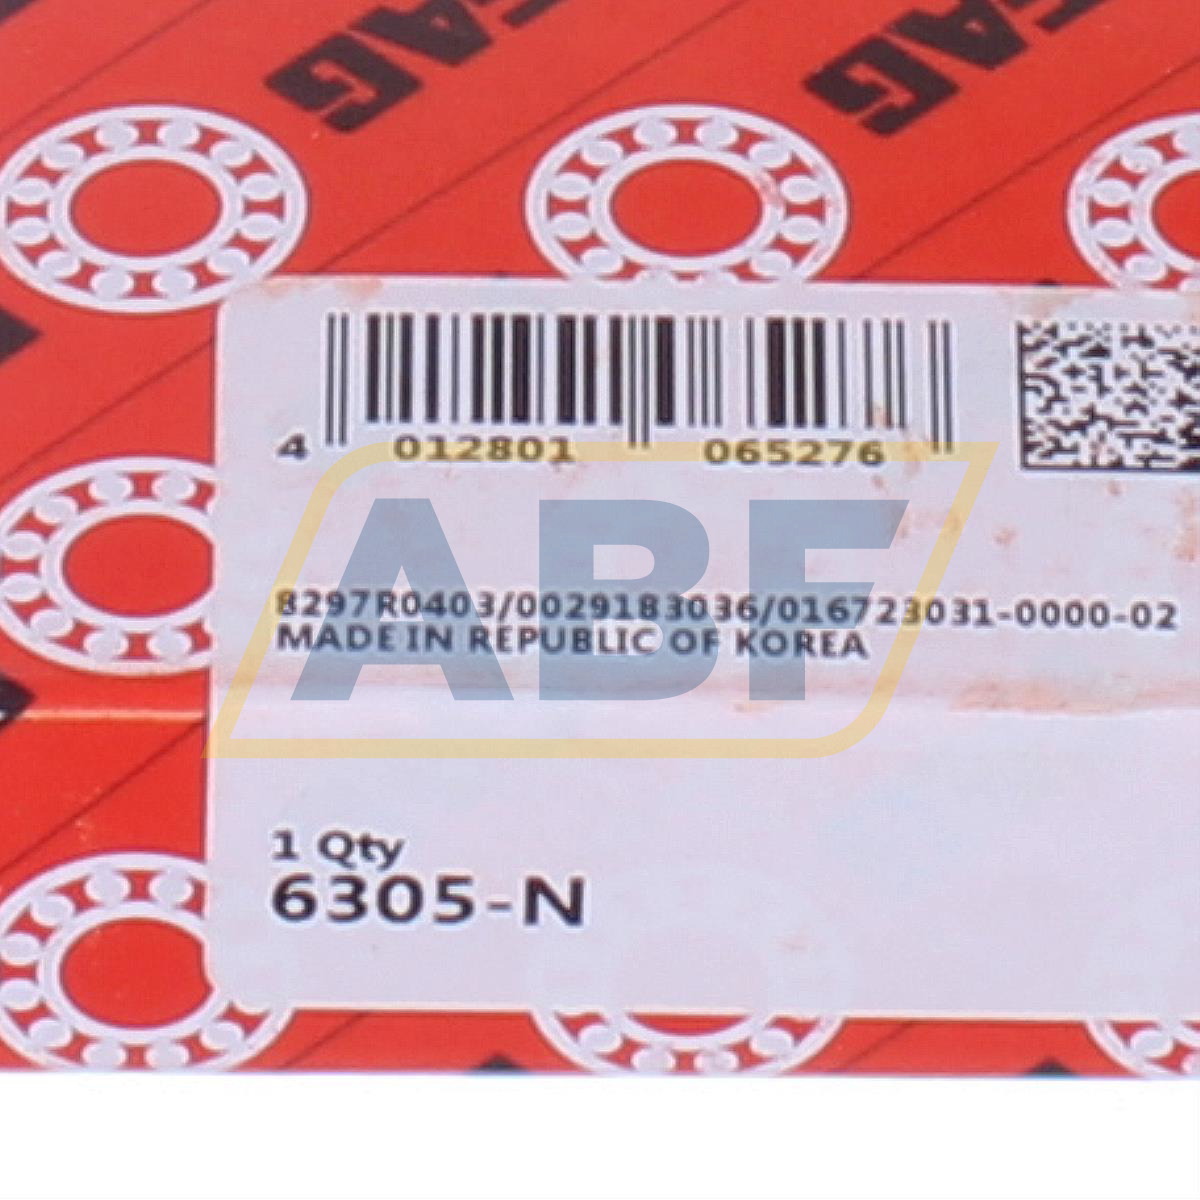 FAG
FAG
4 012801 065276
8297R0403/0029183036/016723031-0000-02
MADE IN REPUBLIC OF KOREA
ABF
1 Qty
6305-N